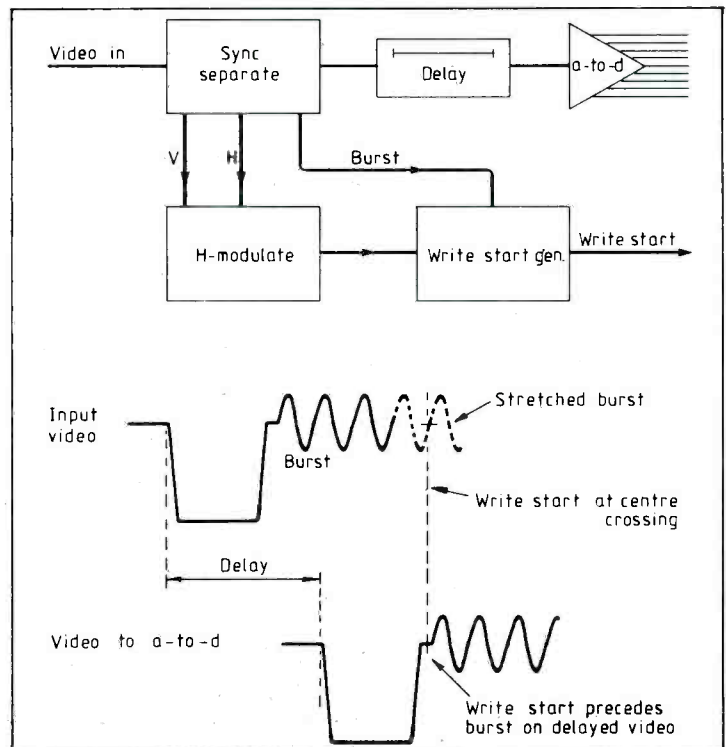 Video in
Sync
separate
Delay
a-to-d
V
H
Burst
H-modulate
Write start gen.
Write start
Input
video
Burst
Stretched burst
Write start at centre
crossing
Delay
Video to a-to-d
Write start precedes
burst on delayed video